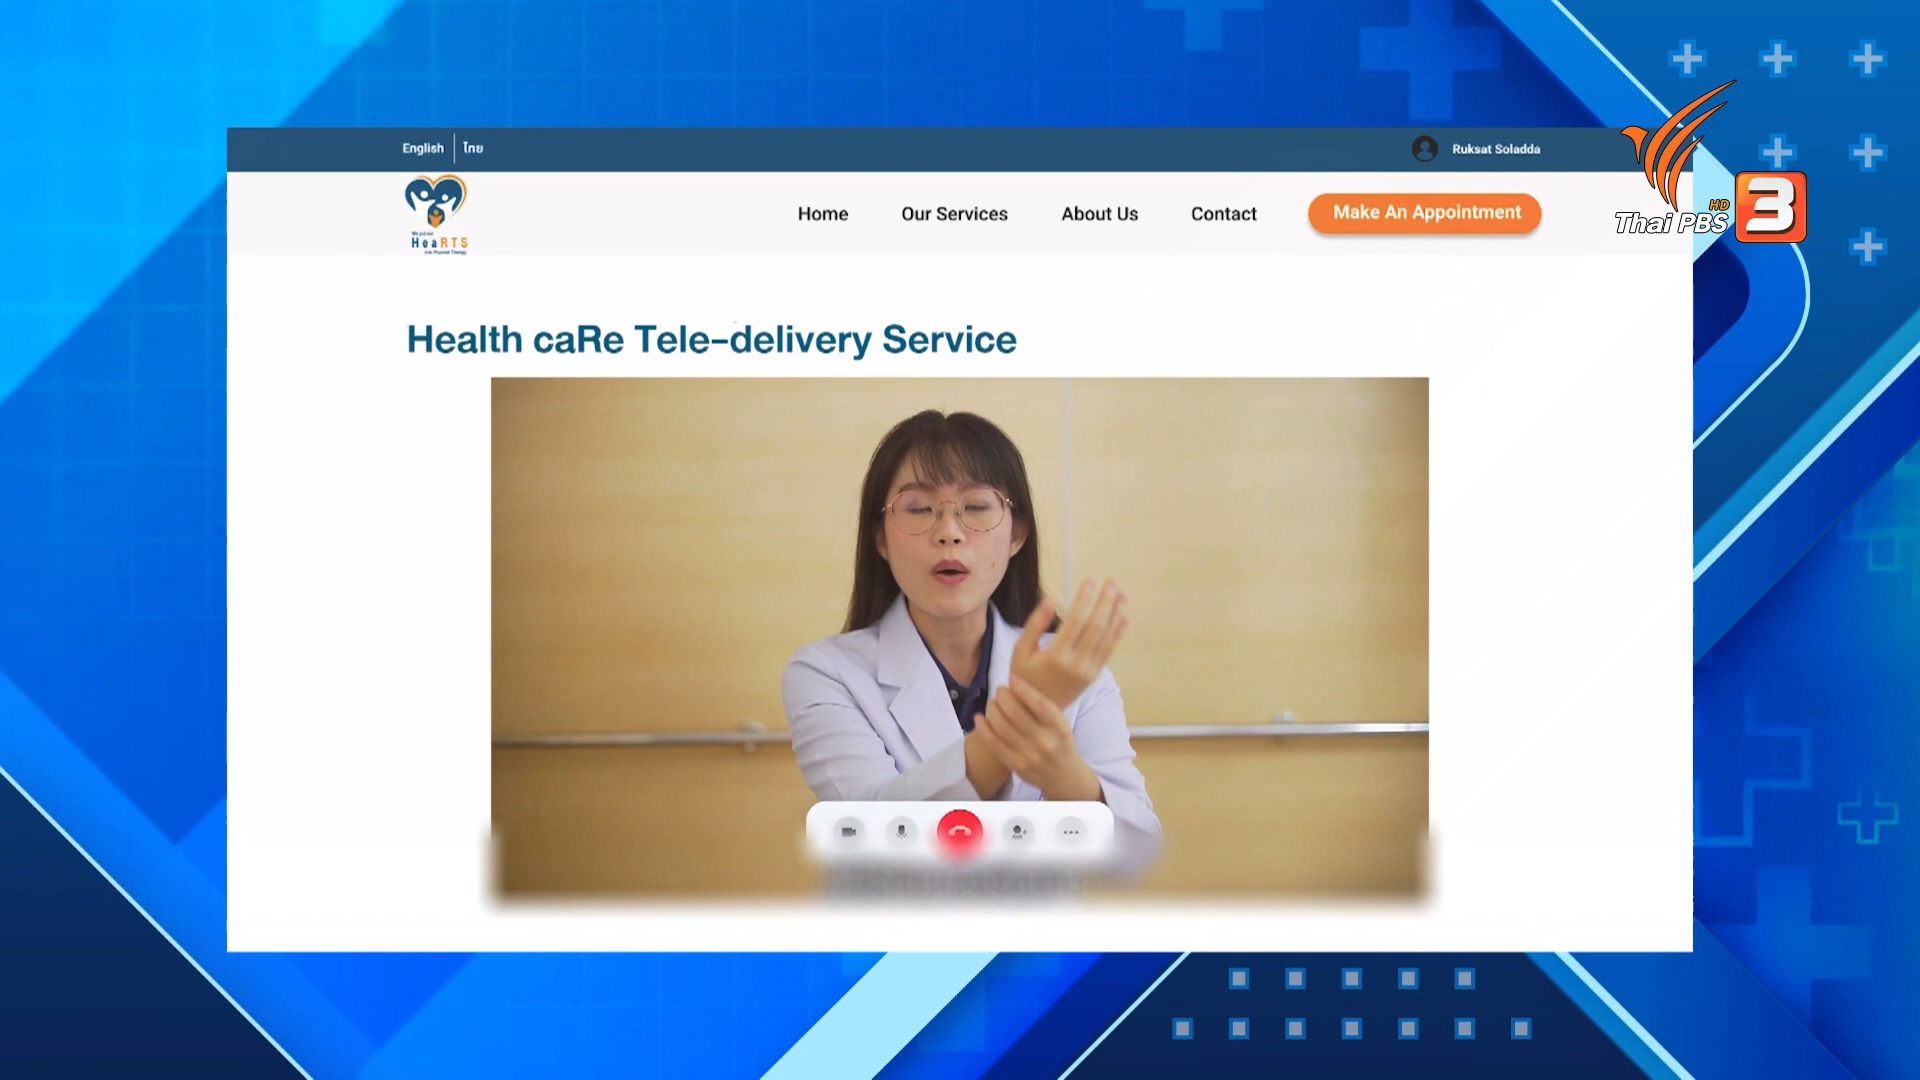 English
ไทย
Ruksat Soladda
HeaRTS
Home
Our Services
About Us
Contact
Make An Appointment
HD
Thai PBS
3
Health caRe Tele-delivery Service